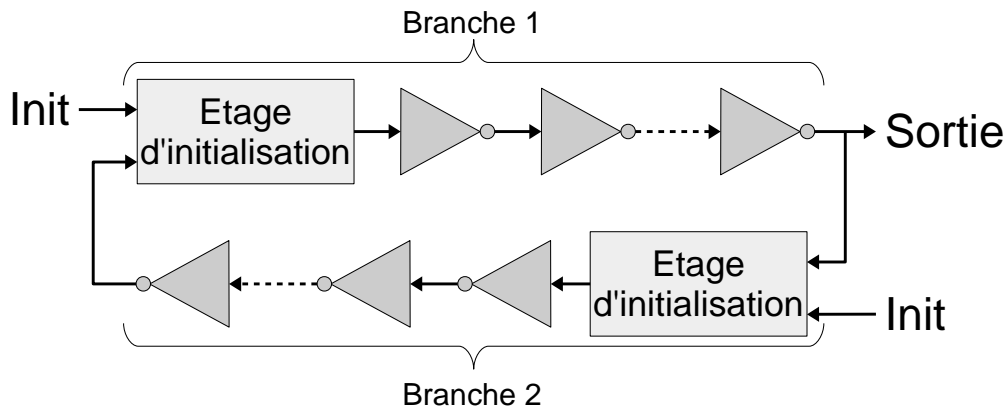 Branche 1
Init
Etage
d'initialisation
Sortie
Etage
d'initialisation
Init
Branche 2